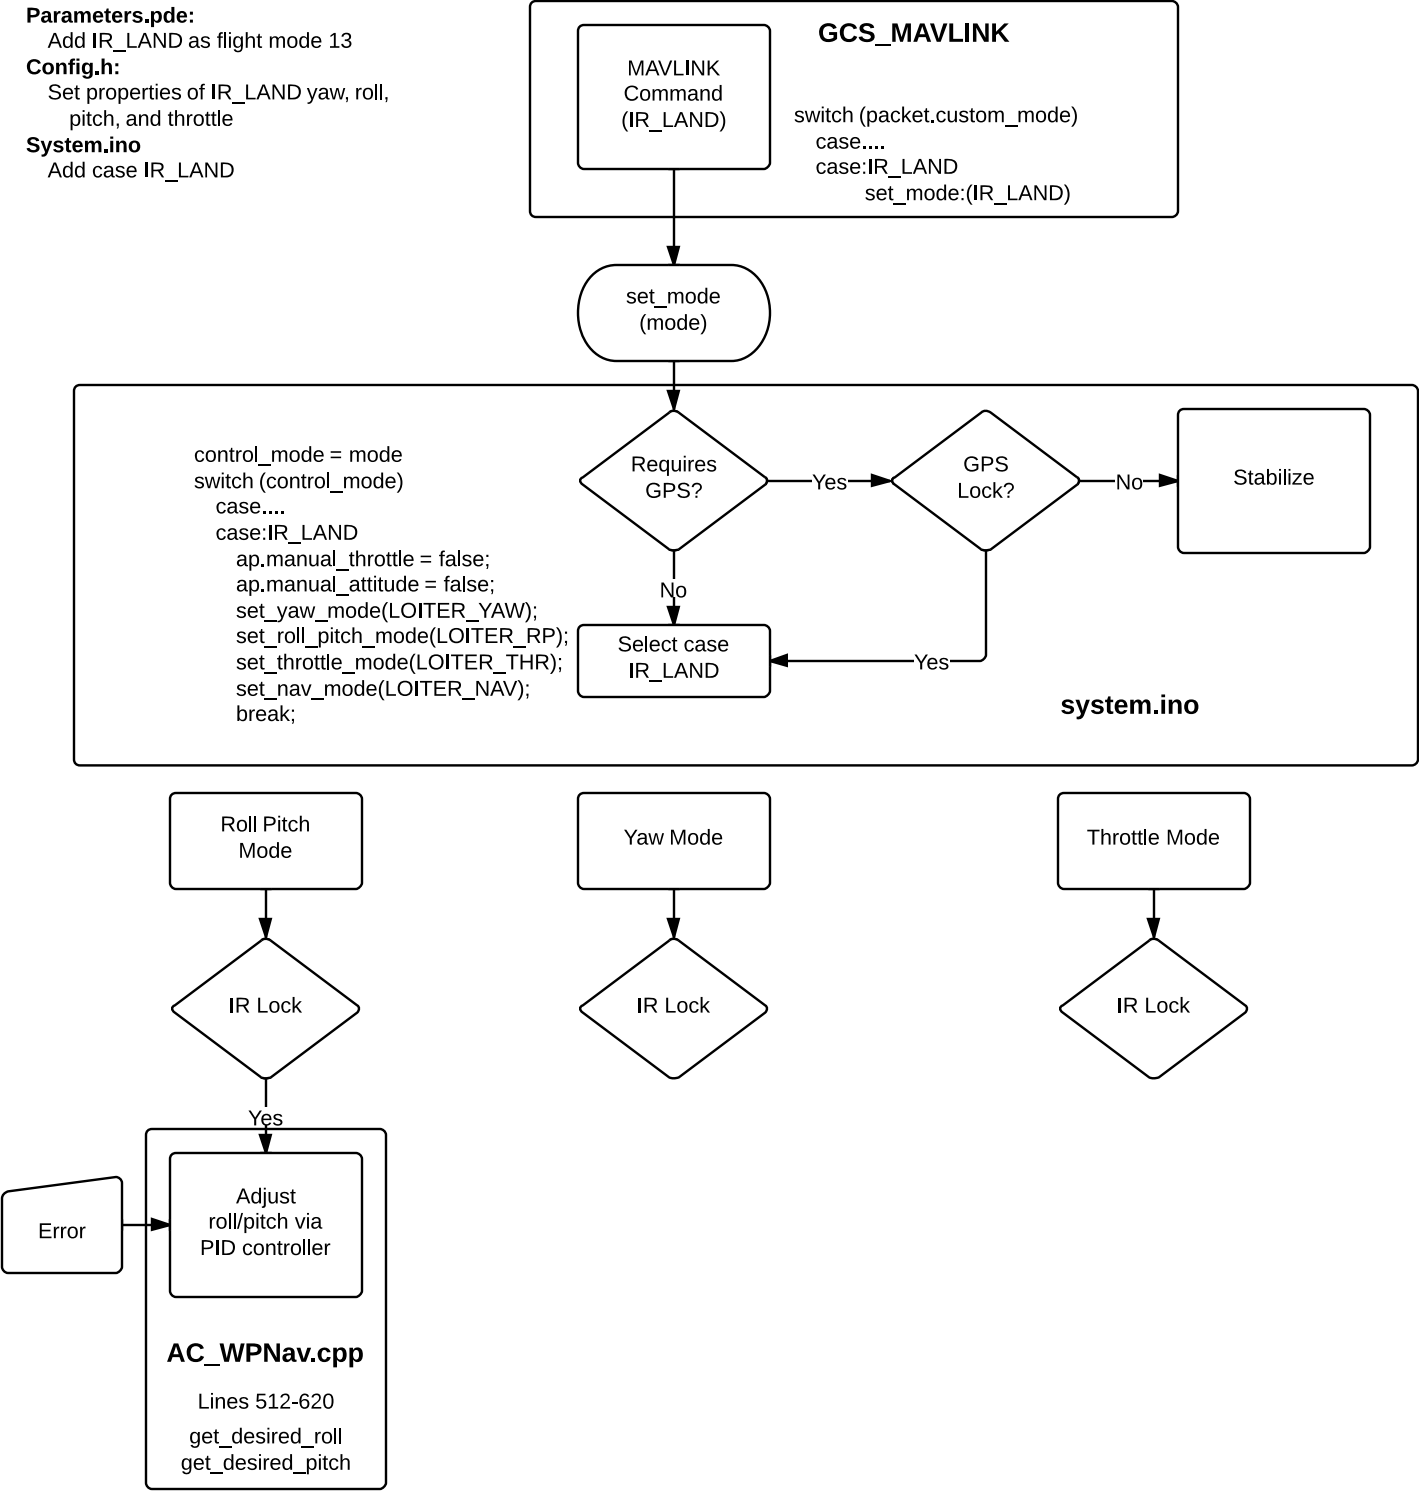 Parameters.pde:
Add IR_LAND as flight mode 13
Config.h:
Set properties of IR_LAND yaw, roll,
pitch, and throttle
System.ino
Add case IR_LAND
GCS_MAVLINK
MAVLINK
Command
(IR_LAND)
switch (packet.custom_mode)
case....
case:IR_LAND
set_mode:(IR_LAND)
set_mode
(mode)
control_mode = mode
switch (control_mode)
case....
case:IR_LAND
ap.manual_throttle = false;
ap.manual_attitude = false;
set_yaw_mode(LOITER_YAW);
set_roll_pitch_mode(LOITER_RP);
set_throttle_mode(LOITER_THR);
set_nav_mode(LOITER_NAV);
break;
Requires
GPS?
Yes
GPS
Lock?
No
Stabilize
No
Select case
IR_LAND
Yes
system.ino
Roll Pitch
Mode
Yaw Mode
Throttle Mode
IR Lock
IR Lock
IR Lock
Yes
Error
Adjust
roll/pitch via
PID controller
AC_WPNav.cpp
Lines 512-620
get_desired_roll
get_desired_pitch